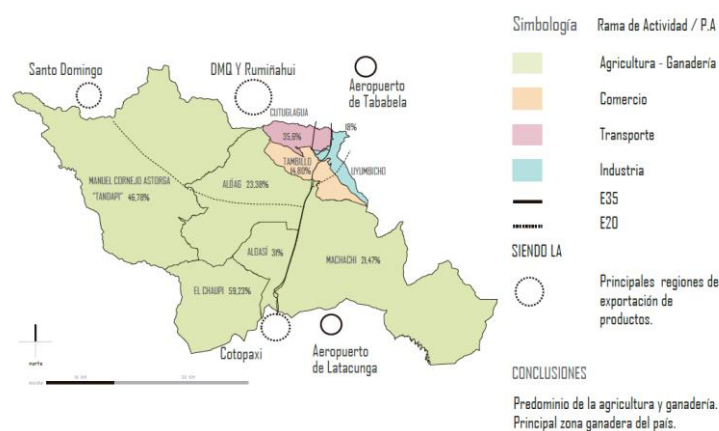 Santo Domingo
DMQ Y Rumiñahui
Aeropuerto
de Tababela
CUTUGLAGUA
35,6%
18%
TAMBILLO
14,80%
UYUMBICHO
MANUEL CORNEJO ASTORGA
"TANDAPI" 46,78%
ALÓAG 23,38%
ALOASÍ 31%
MACHACHI 21,47%
EL CHAUPI 59,23%
Cotopaxi
Aeropuerto
de Latacunga
norte
Simbología Rama de Actividad / P.A
Agricultura - Ganadería
Comercio
Transporte
Industria
E35
E20
SIENDO LA
Principales regiones de
exportación de
productos.
CONCLUSIONES
Predominio de la agricultura y ganadería.
Principal zona ganadera del país.